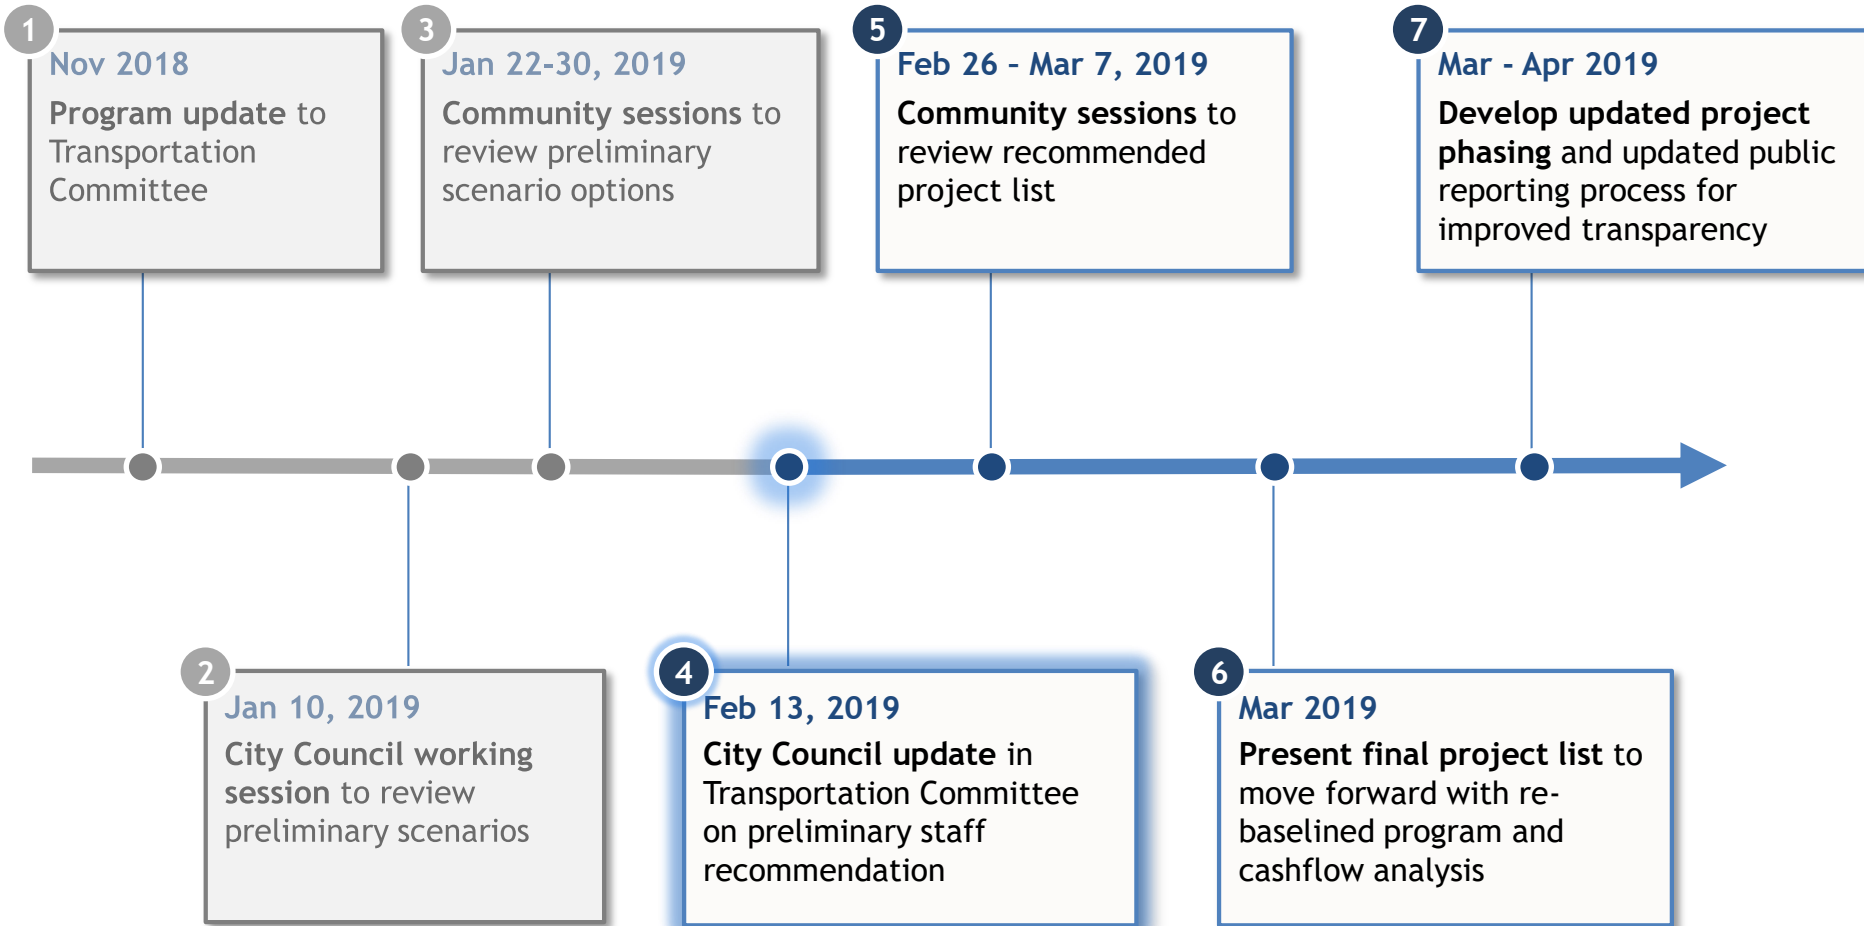 1
Nov 2018
Program update to
Transportation
Committee
2
Jan 10, 2019
City Council working
session to review
preliminary scenarios
3
Jan 22-30, 2019
Community sessions to
review preliminary
scenario options
4
Feb 13, 2019
City Council update in
Transportation Committee
on preliminary staff
recommendation
5
Feb 26 – Mar 7, 2019
Community sessions to
review recommended
project list
6
Mar 2019
Present final project list to
move forward with re-
baselined program and
cashflow analysis
7
Mar - Apr 2019
Develop updated project
phasing and updated public
reporting process for
improved transparency